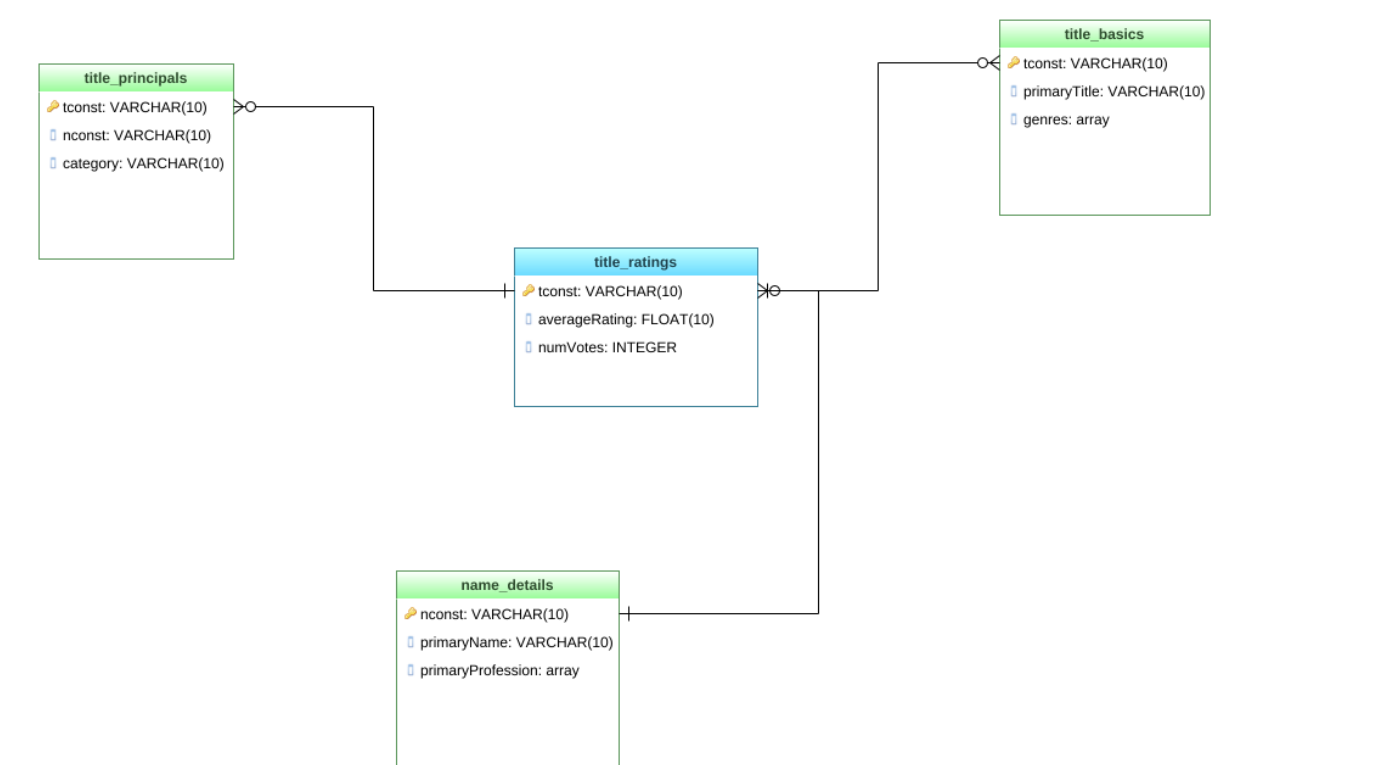 title_basics
tconst: VARCHAR(10)
primaryTitle: VARCHAR(10)
genres: array
title_principals
tconst: VARCHAR(10)
nconst: VARCHAR(10)
category: VARCHAR(10)
title_ratings
tconst: VARCHAR(10)
averageRating: FLOAT(10)
numVotes: INTEGER
name_details
nconst: VARCHAR(10)
primaryName: VARCHAR(10)
primaryProfession: array